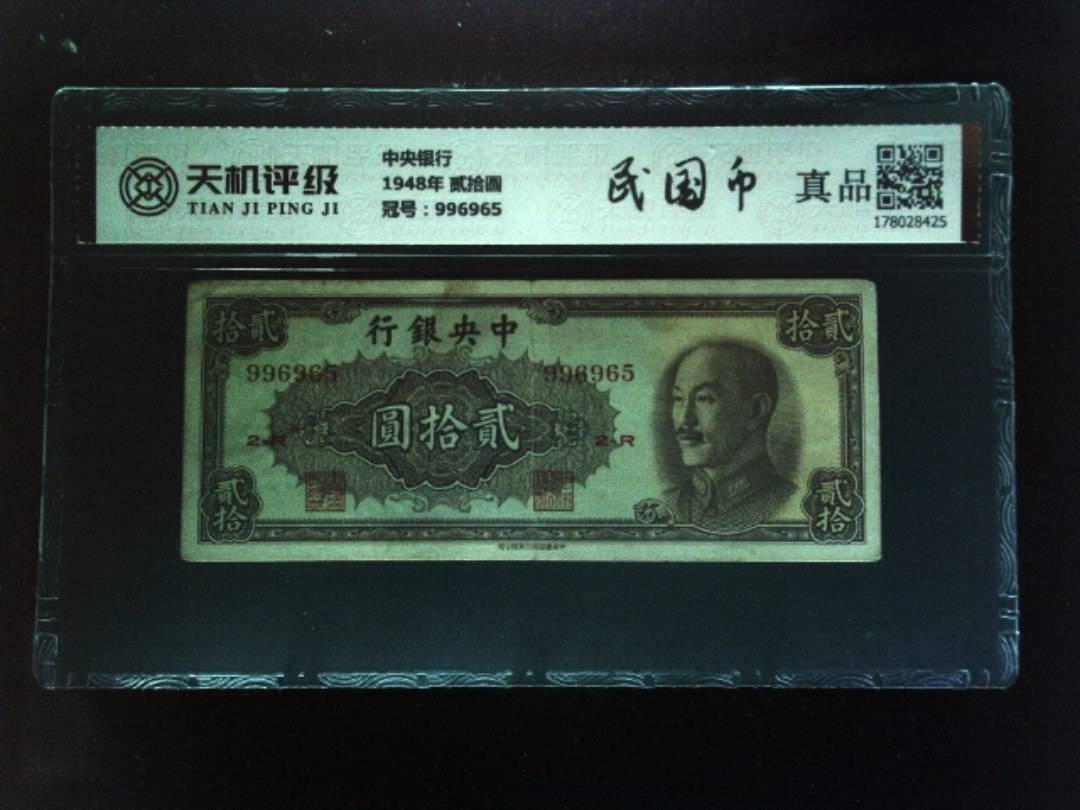 天机评级
TIAN JI PING JI
中央银行
1948年 贰拾圆
冠号：996965
民国币
真品
178028425
拾貳
行銀央中
拾貳
996965
996965
圓拾貳
2-R
2-R
貳拾
貳拾